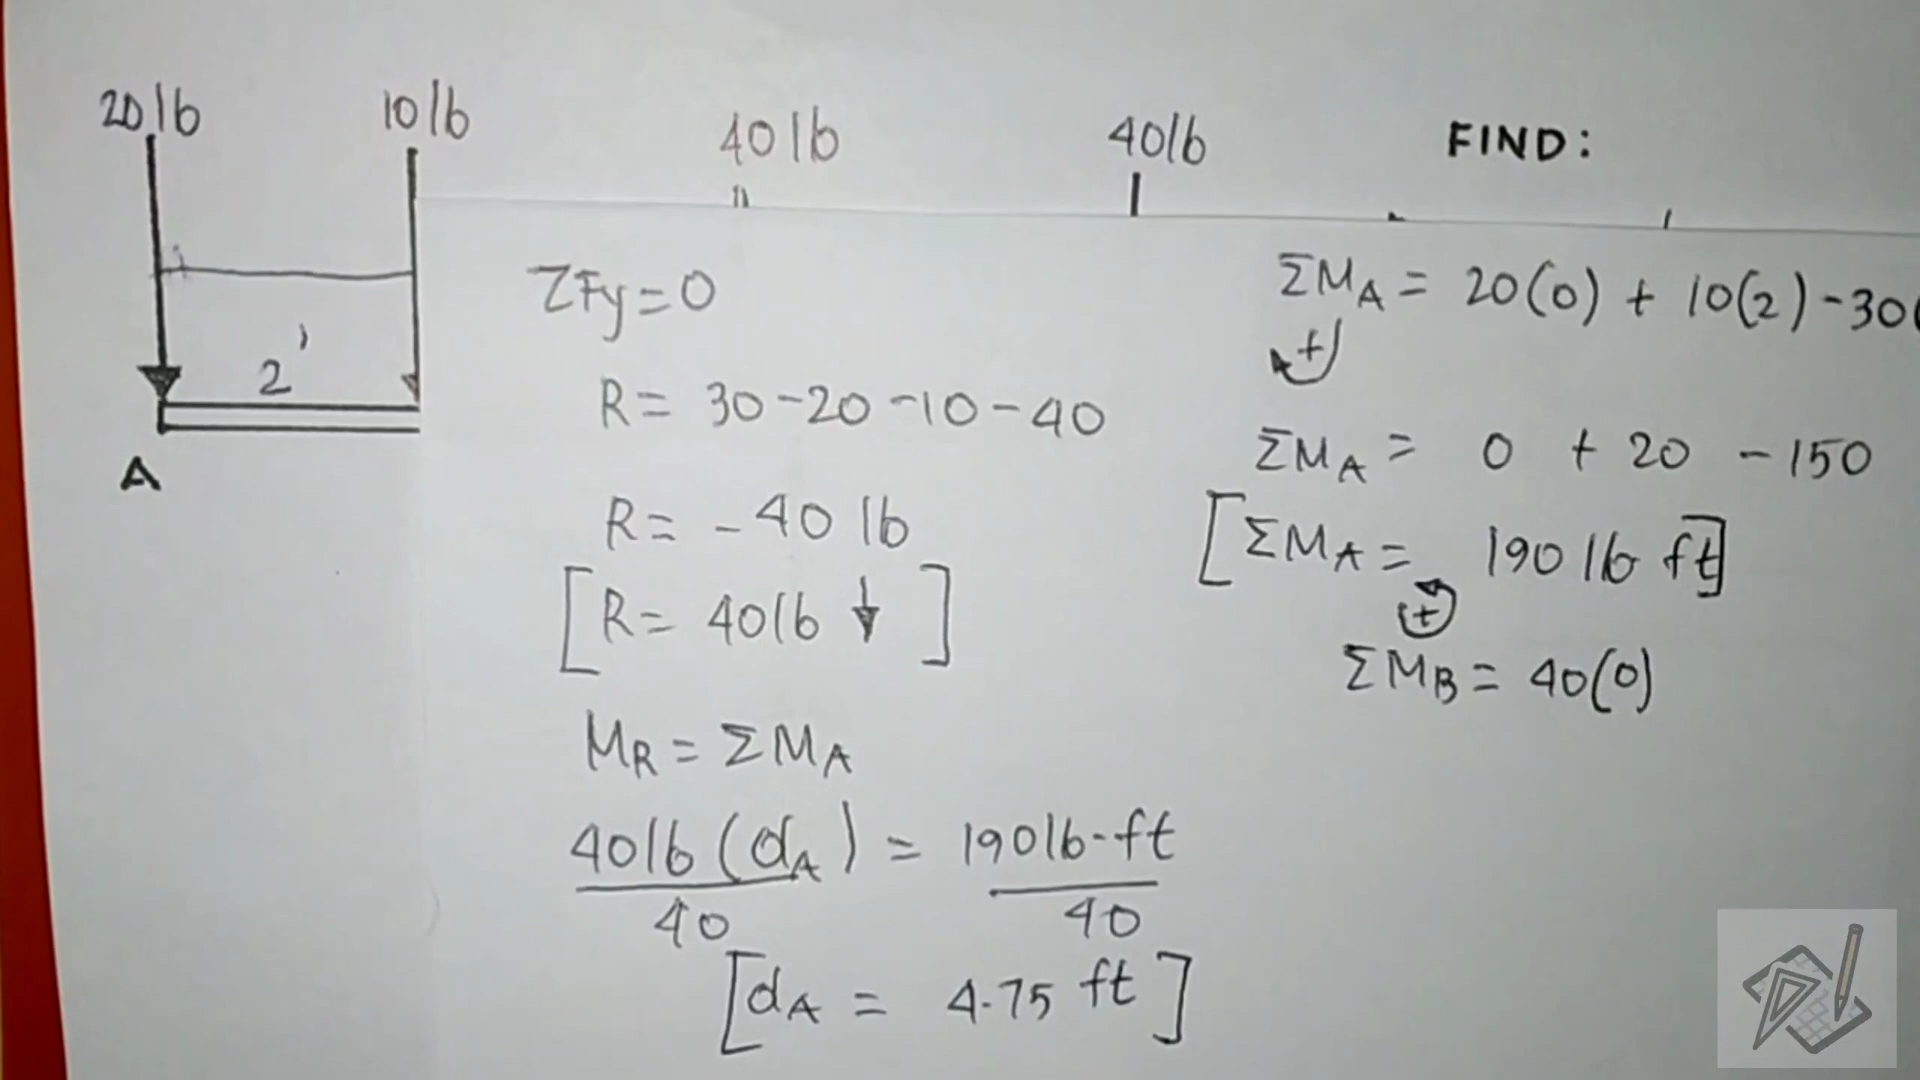 20 lb
10 lb
40 lb
40 lb
FIND:
2'
A
ΣFy = 0
R = 30 - 20 - 10 - 40
R = - 40 lb
[R = 40 lb ↓]
MR = ΣMA
40 lb (dA) = 190 lb-ft
40 40
[dA = 4.75 ft]
ΣMA = 20(0) + 10(2) - 30(
+
ΣMA = 0 + 20 - 150
[ΣMA = 190 lb ft]
+
ΣMB = 40(0)